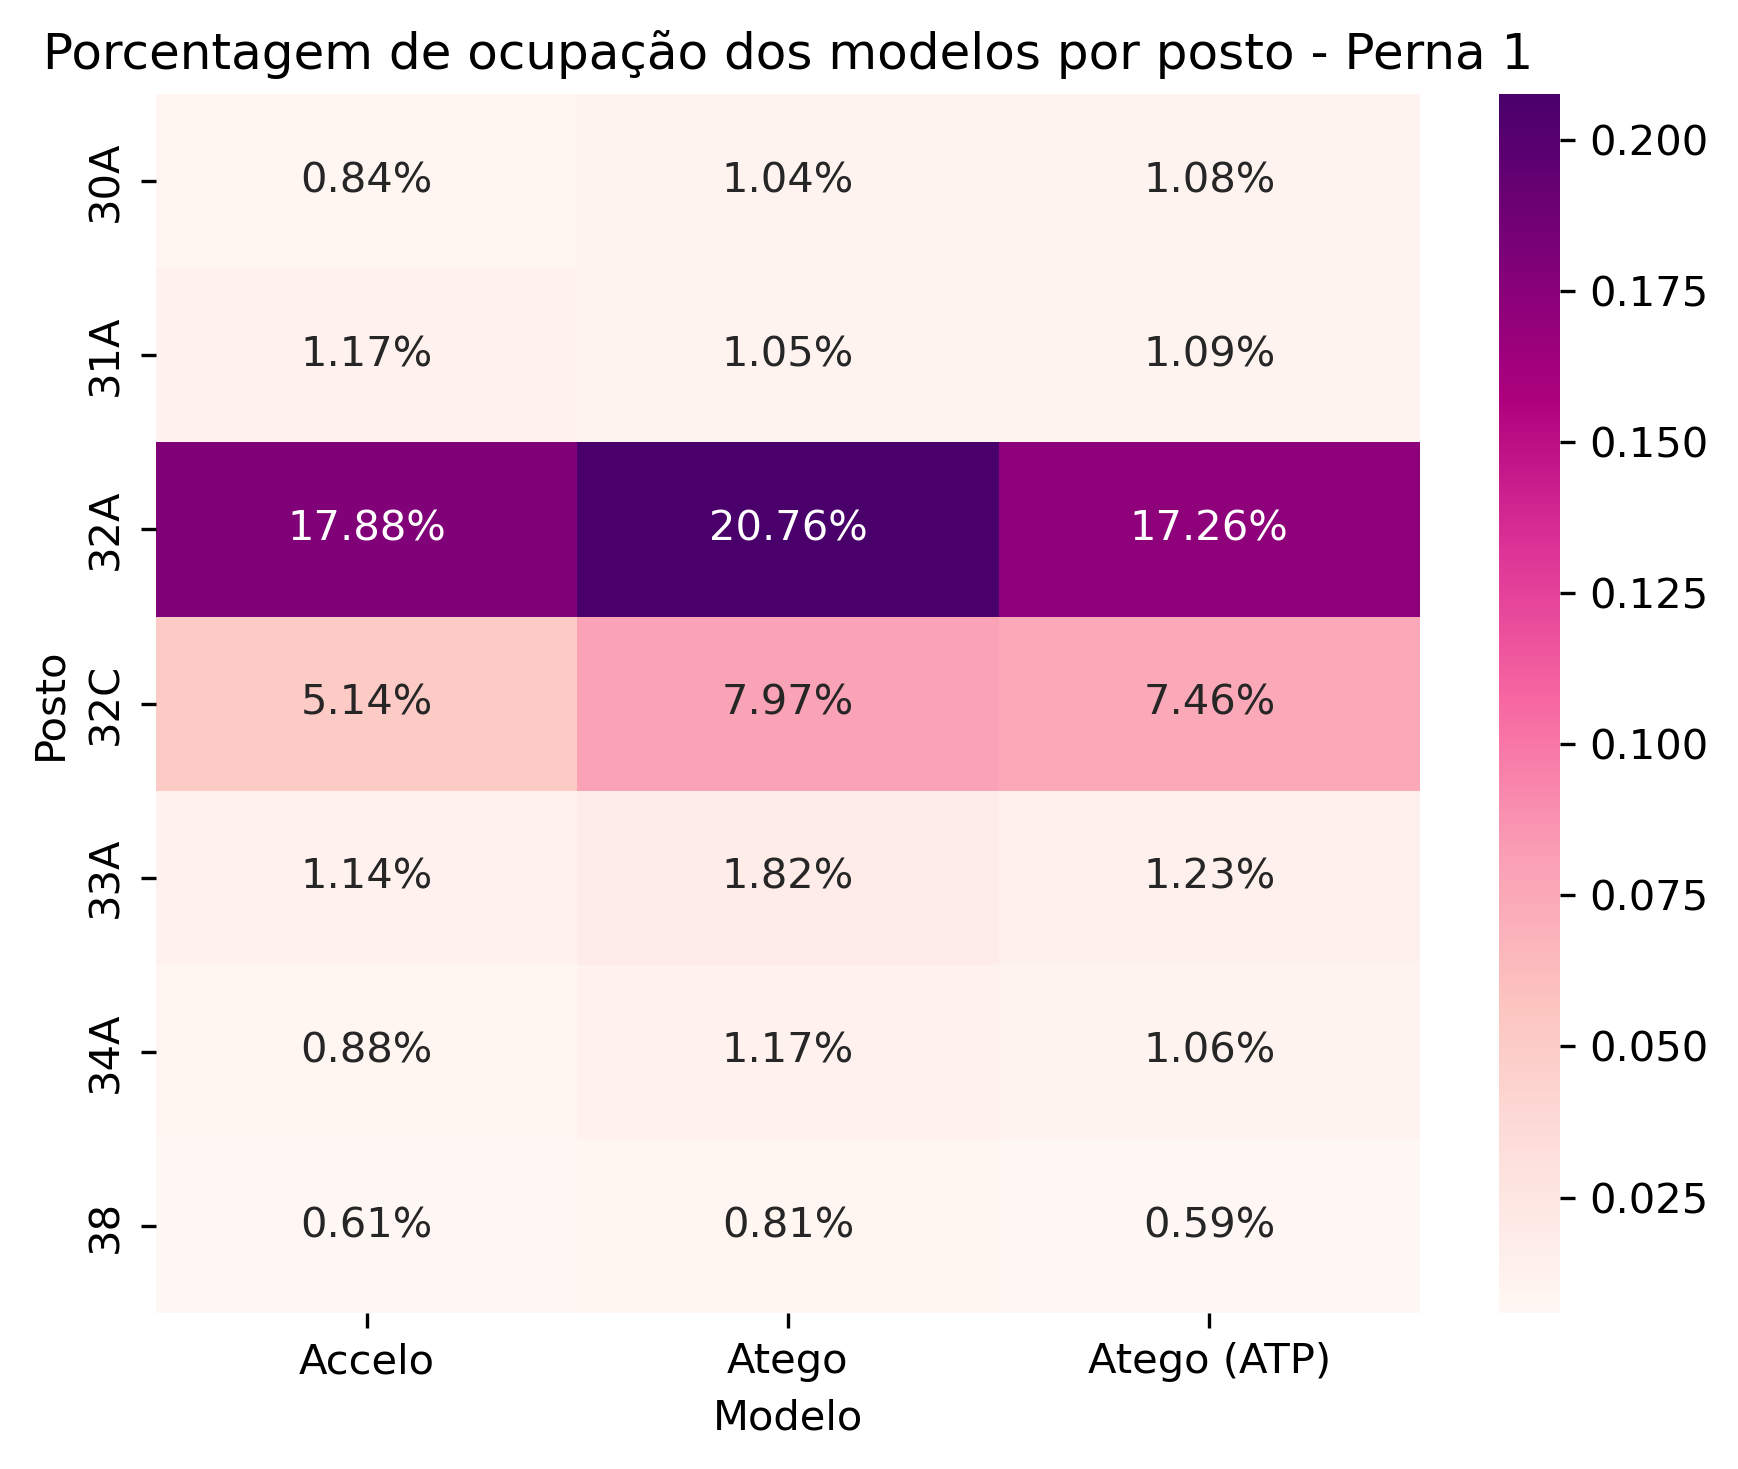 Porcentagem de ocupação dos modelos por posto - Perna 1
30A 0.84% 1.04% 1.08%
31A 1.17% 1.05% 1.09%
32A 17.88% 20.76% 17.26%
32C 5.14% 7.97% 7.46%
33A 1.14% 1.82% 1.23%
34A 0.88% 1.17% 1.06%
38 0.61% 0.81% 0.59%
Posto
Accelo Atego Atego (ATP)
Modelo
0.200
0.175
0.150
0.125
0.100
0.075
0.050
0.025